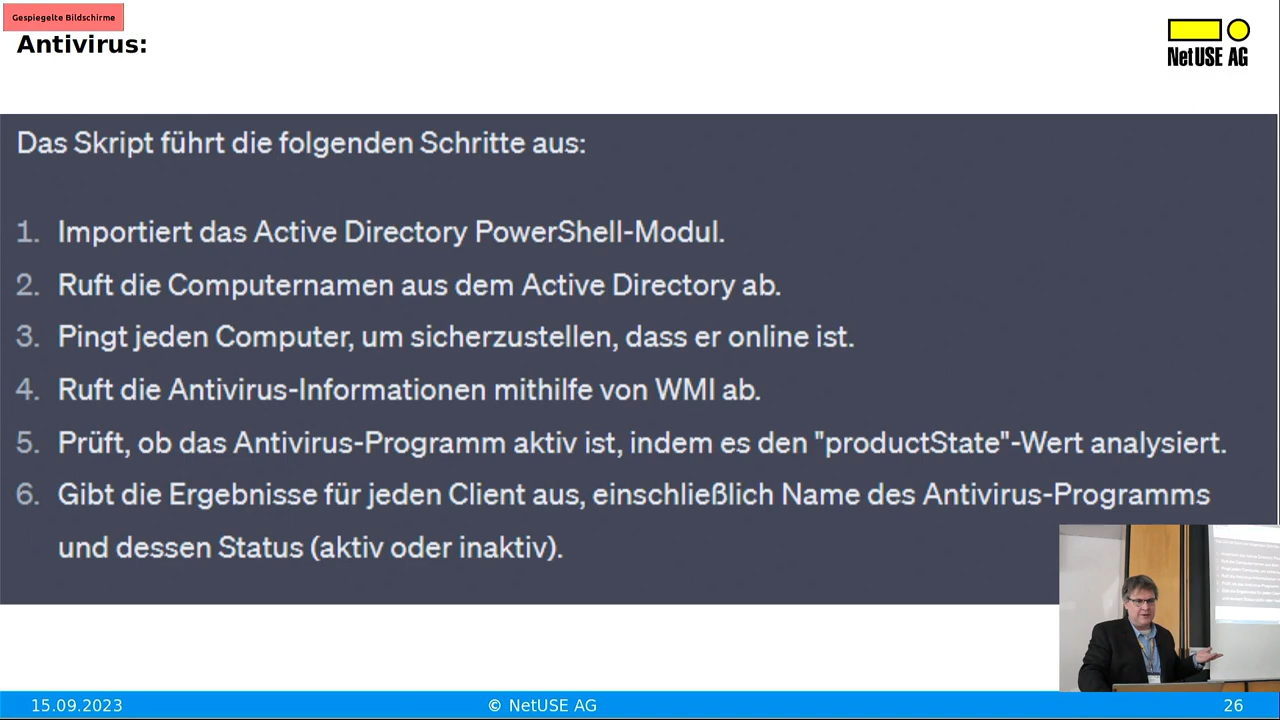 Gespiegelte Bildschirme
Antivirus:
NetUSE AG
Das Skript führt die folgenden Schritte aus:
1. Importiert das Active Directory PowerShell-Modul.
2. Ruft die Computernamen aus dem Active Directory ab.
3. Pingt jeden Computer, um sicherzustellen, dass er online ist.
4. Ruft die Antivirus-Informationen mithilfe von WMI ab.
5. Prüft, ob das Antivirus-Programm aktiv ist, indem es den "productState"-Wert analysiert.
6. Gibt die Ergebnisse für jeden Client aus, einschließlich Name des Antivirus-Programms
und dessen Status (aktiv oder inaktiv).
15.09.2023
© NetUSE AG
26